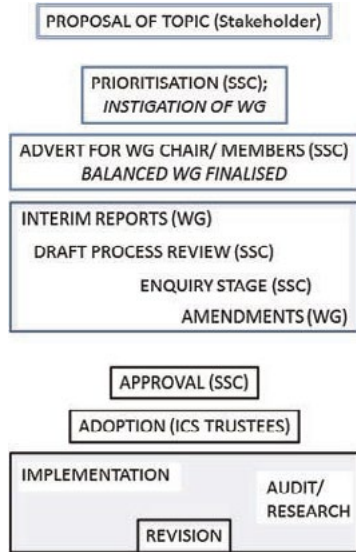 PROPOSAL OF TOPIC (Stakeholder)
PRIORITISATION (SSC);
INSTIGATION OF WG
ADVERT FOR WG CHAIR/ MEMBERS (SSC)
BALANCED WG FINALISED
INTERIM REPORTS (WG)
DRAFT PROCESS REVIEW (SSC)
ENQUIRY STAGE (SSC)
AMENDMENTS (WG)
APPROVAL (SSC)
ADOPTION (ICS TRUSTEES)
IMPLEMENTATION
AUDIT/
RESEARCH
REVISION